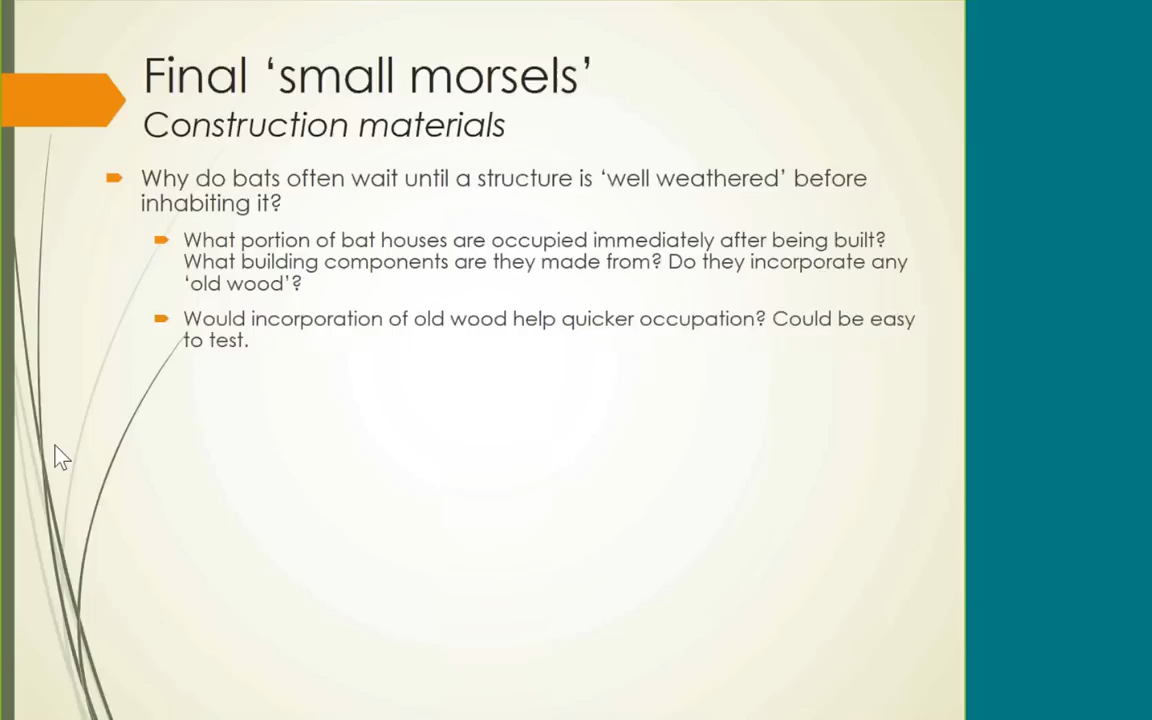 Final ‘small morsels’
Construction materials
Why do bats often wait until a structure is ‘well weathered’ before
inhabiting it?
What portion of bat houses are occupied immediately after being built?
What building components are they made from? Do they incorporate any
‘old wood’?
Would incorporation of old wood help quicker occupation? Could be easy
to test.